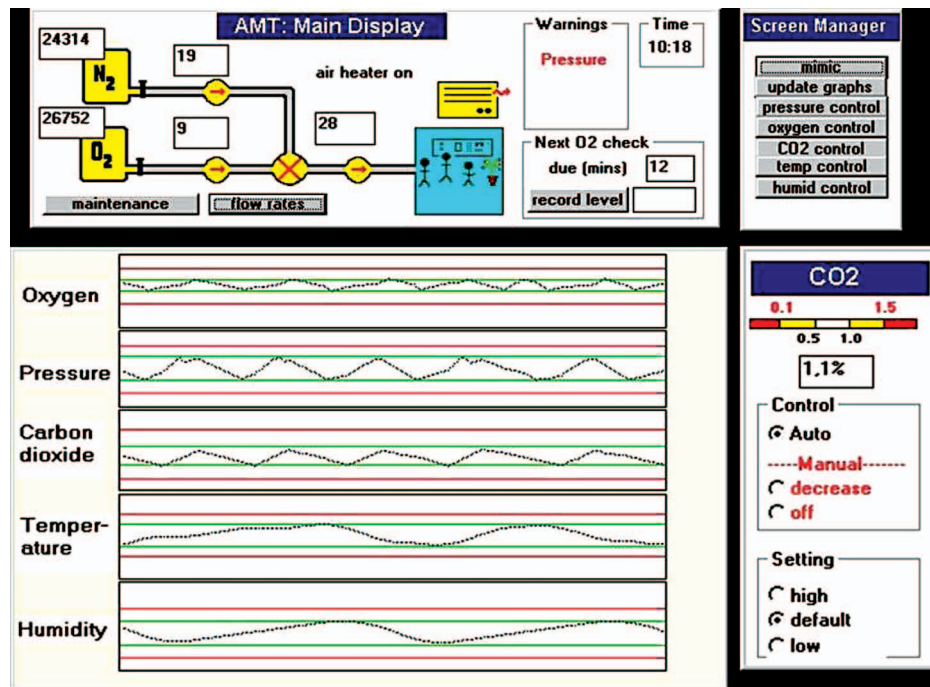 AMT: Main Display
24314
N2
19
air heater on
26752
O2
9
28
maintenance
flow rates
Warnings
Pressure
Time
10:18
Next O2 check
due (mins)
12
record level
Screen Manager
mimic
update graphs
pressure control
oxygen control
CO2 control
temp control
humid control
Oxygen
Pressure
Carbon
dioxide
Temper-
ature
Humidity
CO2
0.1 1.5
0.5 1.0
1,1%
Control
Auto
-----Manual-------
decrease
off
Setting
high
default
low